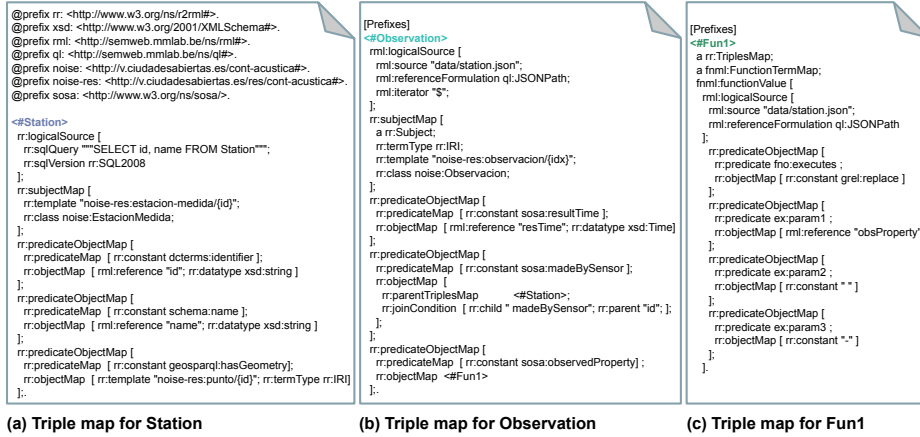 @prefix rr: <http://www.w3.org/ns/r2rml#>.
@prefix xsd: <http://www.w3.org/2001/XMLSchema#>.
@prefix rml: <http://semweb.mmlab.be/ns/rml#>.
@prefix ql: <http://semweb.mmlab.be/ns/ql#>.
@prefix noise: <http://v.ciudadesabiertas.es/cont-acustica#>.
@prefix noise-res: <https://v.ciudadesabiertas.es/res/cont-acustica#>.
@prefix sosa: <http://www.w3.org/ns/sosa/>.
<#Station>
rr:logicalSource [
rr:sqlQuery """SELECT id, name FROM Station""";
rr:sqlVersion rr:SQL2008
];
rr:subjectMap [
rr:template "noise-res:estacion-medida/{id}";
rr:class noise:EstacionMedida;
];
rr:predicateObjectMap [
rr:predicateMap [ rr:constant dcterms:identifier ];
rr:objectMap [ rml:reference "id"; rr:datatype xsd:string ]
];
rr:predicateObjectMap [
rr:predicateMap [ rr:constant schema:name ];
rr:objectMap [ rml:reference "name"; rr:datatype xsd:string ]
];
rr:predicateObjectMap [
rr:predicateMap [ rr:constant geosparql:hasGeometry];
rr:objectMap [ rr:template "noise-res:punto/{id}"; rr:termType rr:IRI]
];.
(a) Triple map for Station
[Prefixes]
<#Observation>
rml:logicalSource [
rml:source "data/station.json";
rml:referenceFormulation ql:JSONPath;
rml:iterator "$";
];
rr:subjectMap [
a rr:Subject;
rr:termType rr:IRI;
rr:template "noise-res:observacion/{idx}";
rr:class noise:Observacion;
];
rr:predicateObjectMap [
rr:predicateMap [ rr:constant sosa:resultTime ];
rr:objectMap [ rml:reference "resTime"; rr:datatype xsd:Time]
];
rr:predicateObjectMap [
rr:predicateMap [ rr:constant sosa:madeBySensor ];
rr:objectMap [
rr:parentTriplesMap <#Station>;
rr:joinCondition [ rr:child " madeBySensor"; rr:parent "id"; ];
];
];
rr:predicateObjectMap [
rr:predicateMap [ rr:constant sosa:observedProperty] ;
rr:objectMap <#Fun1>
];.
(b) Triple map for Observation
[Prefixes]
<#Fun1>
a rr:TriplesMap;
a fnml:FunctionTermMap;
fnml:functionValue [
rml:logicalSource [
rml:source "data/station.json";
rml:referenceFormulation ql:JSONPath
];
rr:predicateObjectMap [
rr:predicate fno:executes ;
rr:objectMap [ rr:constant grel:replace ]
];
rr:predicateObjectMap [
rr:predicate ex:param1 ;
rr:objectMap [ rml:reference "obsProperty"
];
rr:predicateObjectMap [
rr:predicate ex:param2 ;
rr:objectMap [ rr:constant " " ]
];
rr:predicateObjectMap [
rr:predicate ex:param3 ;
rr:objectMap [ rr:constant "-" ]
];
].
(c) Triple map for Fun1